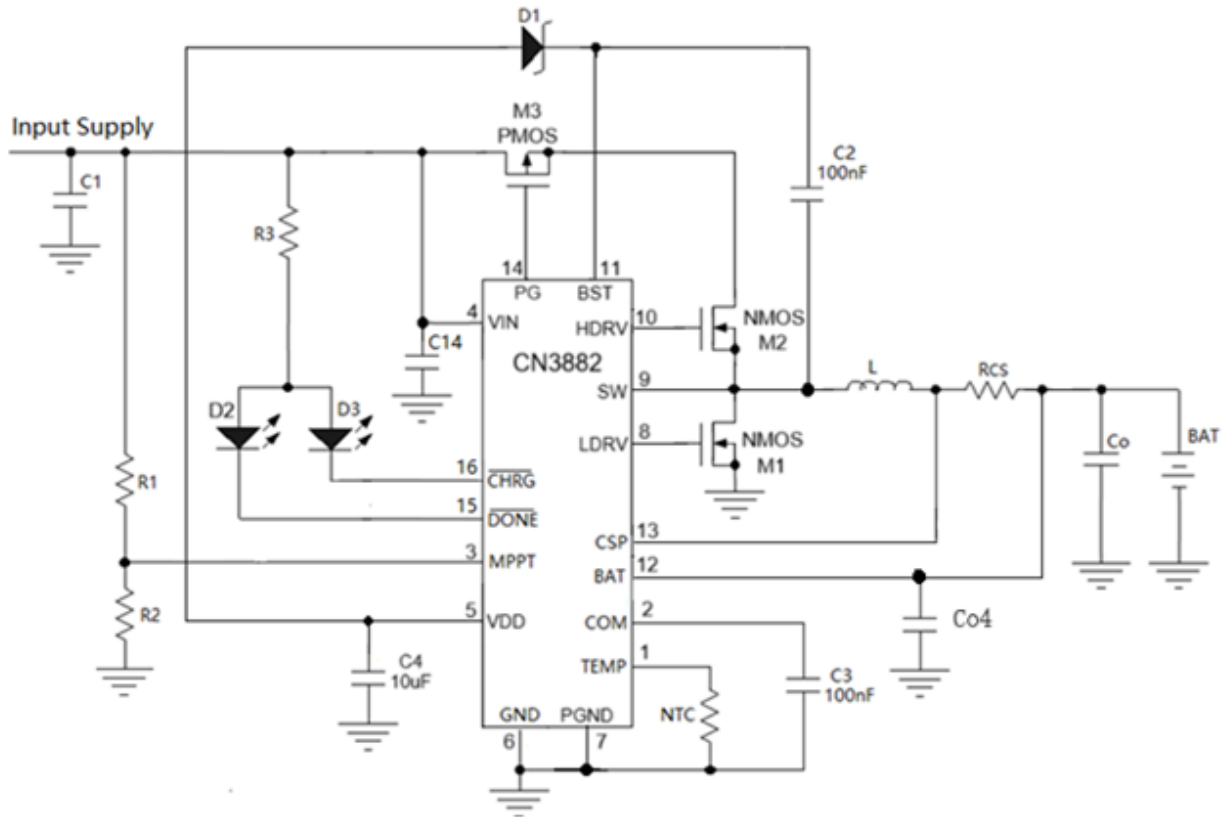 D1
M3
PMOS
Input Supply
C1
C2
100nF
R3
14
11
PG
BST
4
VIN
HDRV
10
NMOS
M2
C14
CN3882
SW
9
L
RCS
D2
D3
LDRV
8
NMOS
M1
Co
BAT
16
CHRG
R1
15
DONE
CSP
13
3
MPPT
BAT
12
R2
5
VDD
COM
2
Co4
TEMP
1
C4
10uF
C3
100nF
NTC
GND
PGND
6
7